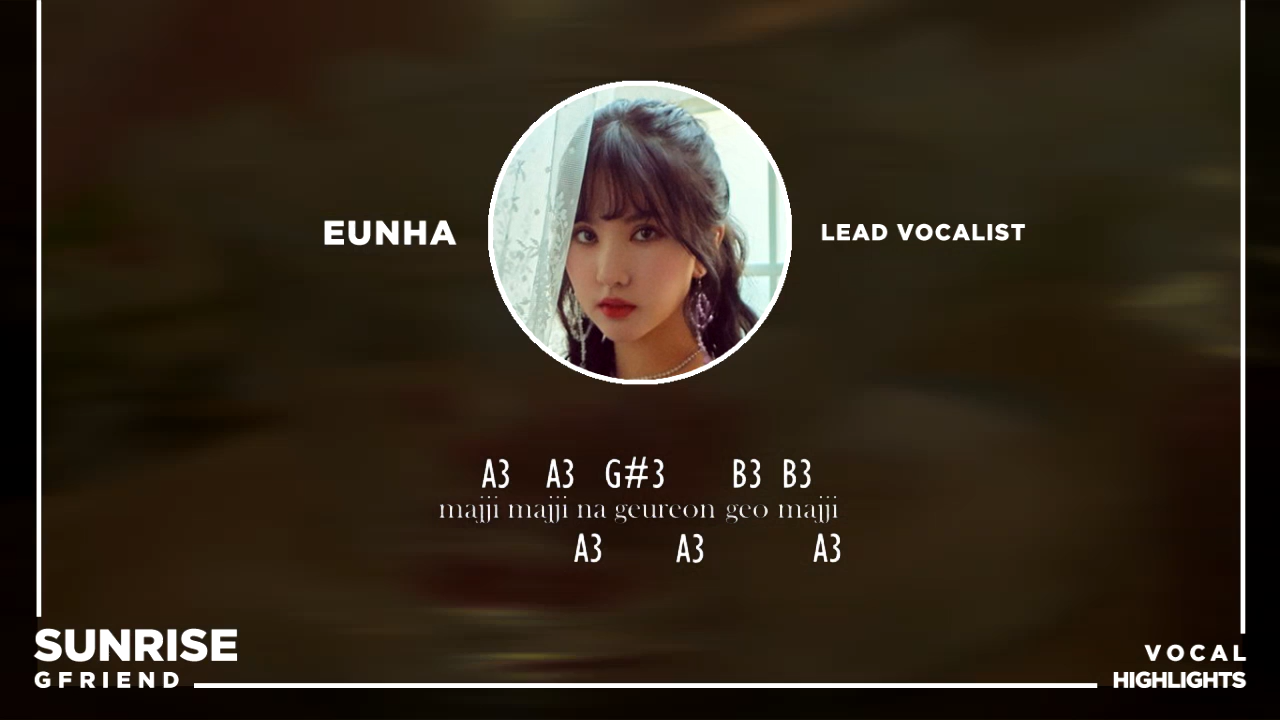 EUNHA
LEAD VOCALIST
A3 A3 G#3 B3 B3
majji majji na geureon geo majji
A3 A3 A3
SUNRISE
GFRIEND
VOCAL
HIGHLIGHTS